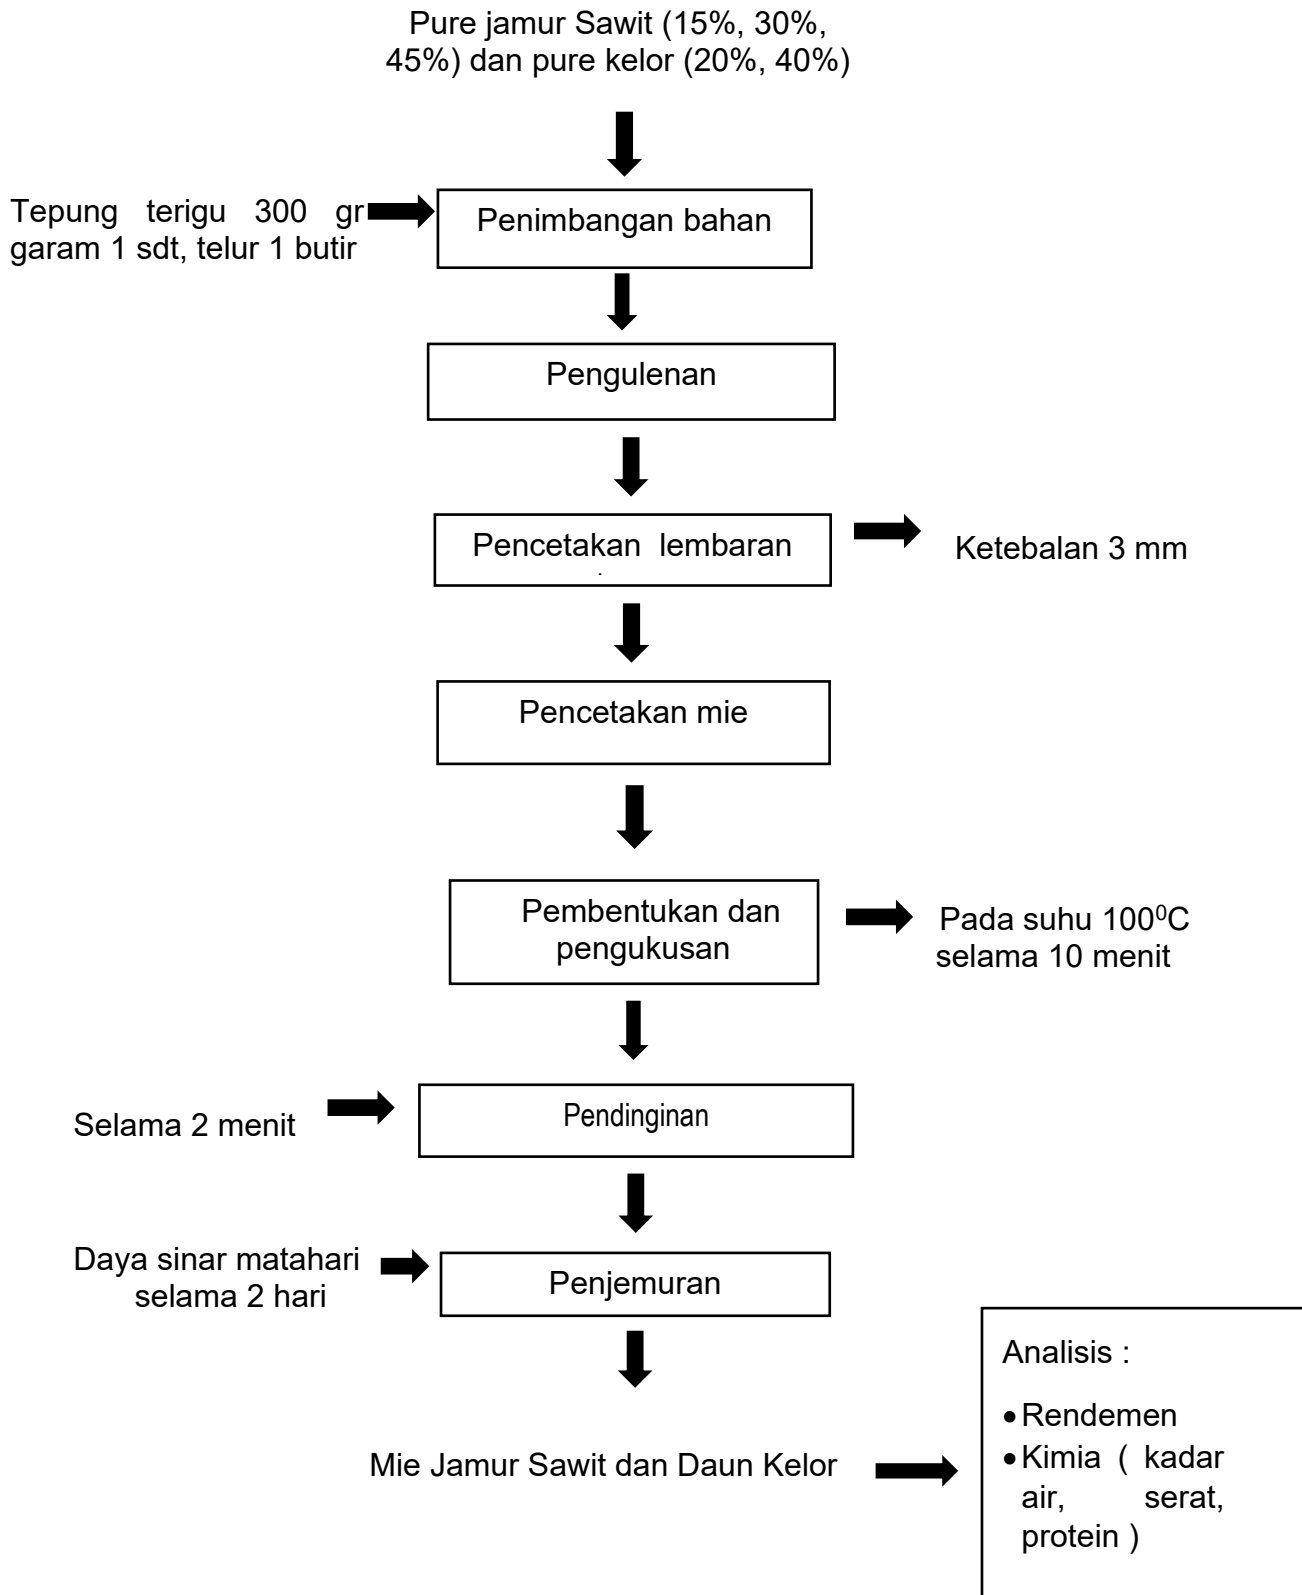 Pure jamur Sawit (15%, 30%,
45%) dan pure kelor (20%, 40%)
Tepung terigu 300 gr
garam 1 sdt, telur 1 butir
Penimbangan bahan
Pengulenan
Pencetakan lembaran
Ketebalan 3 mm
Pencetakan mie
Pembentukan dan
pengukusan
Pada suhu 100⁰C
selama 10 menit
Selama 2 menit
Pendinginan
Daya sinar matahari
selama 2 hari
Penjemuran
Mie Jamur Sawit dan Daun Kelor
Analisis :
• Rendemen
• Kimia ( kadar
air, serat,
protein )